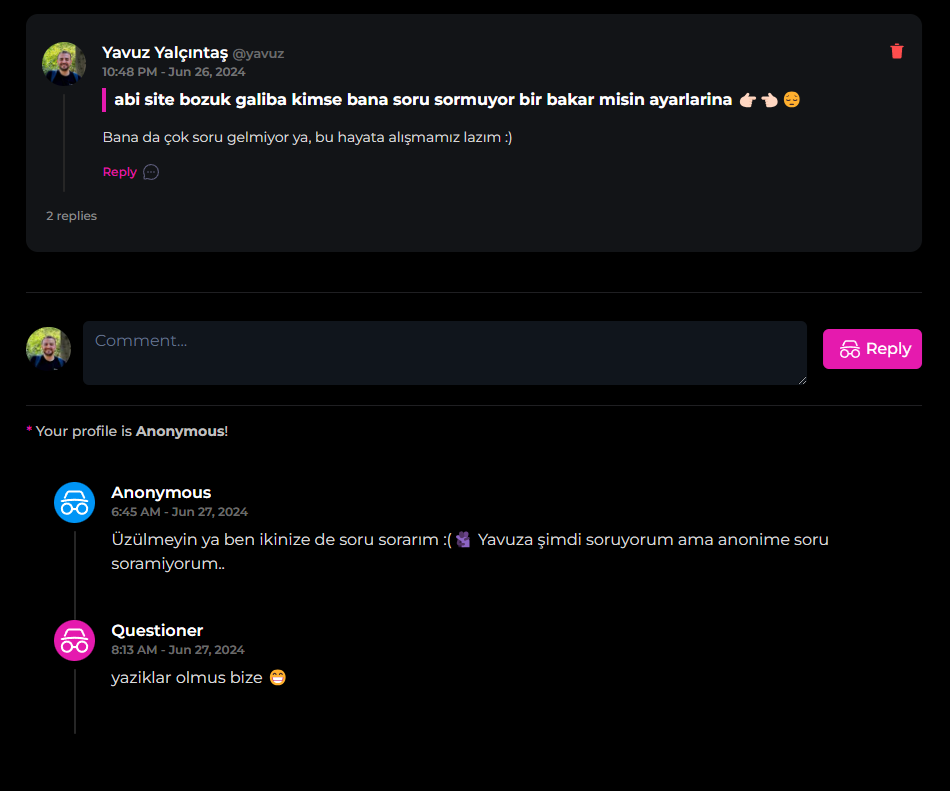 Yavuz Yalçıntaş @yavuz
10:48 PM - Jun 26, 2024
abi site bozuk galiba kimse bana soru sormuyor bir bakar misin ayarlarina 👉🏻 👈🏻 😔
Bana da çok soru gelmiyor ya, bu hayata alışmamız lazım :)
Reply
2 replies
Comment...
Reply
* Your profile is Anonymous!
Anonymous
6:45 AM - Jun 27, 2024
Üzülmeyin ya ben ikinize de soru sorarım :( 🫂 Yavuza şimdi soruyorum ama anonime soru
soramiyorum..
Questioner
8:13 AM - Jun 27, 2024
yaziklar olmus bize 😁